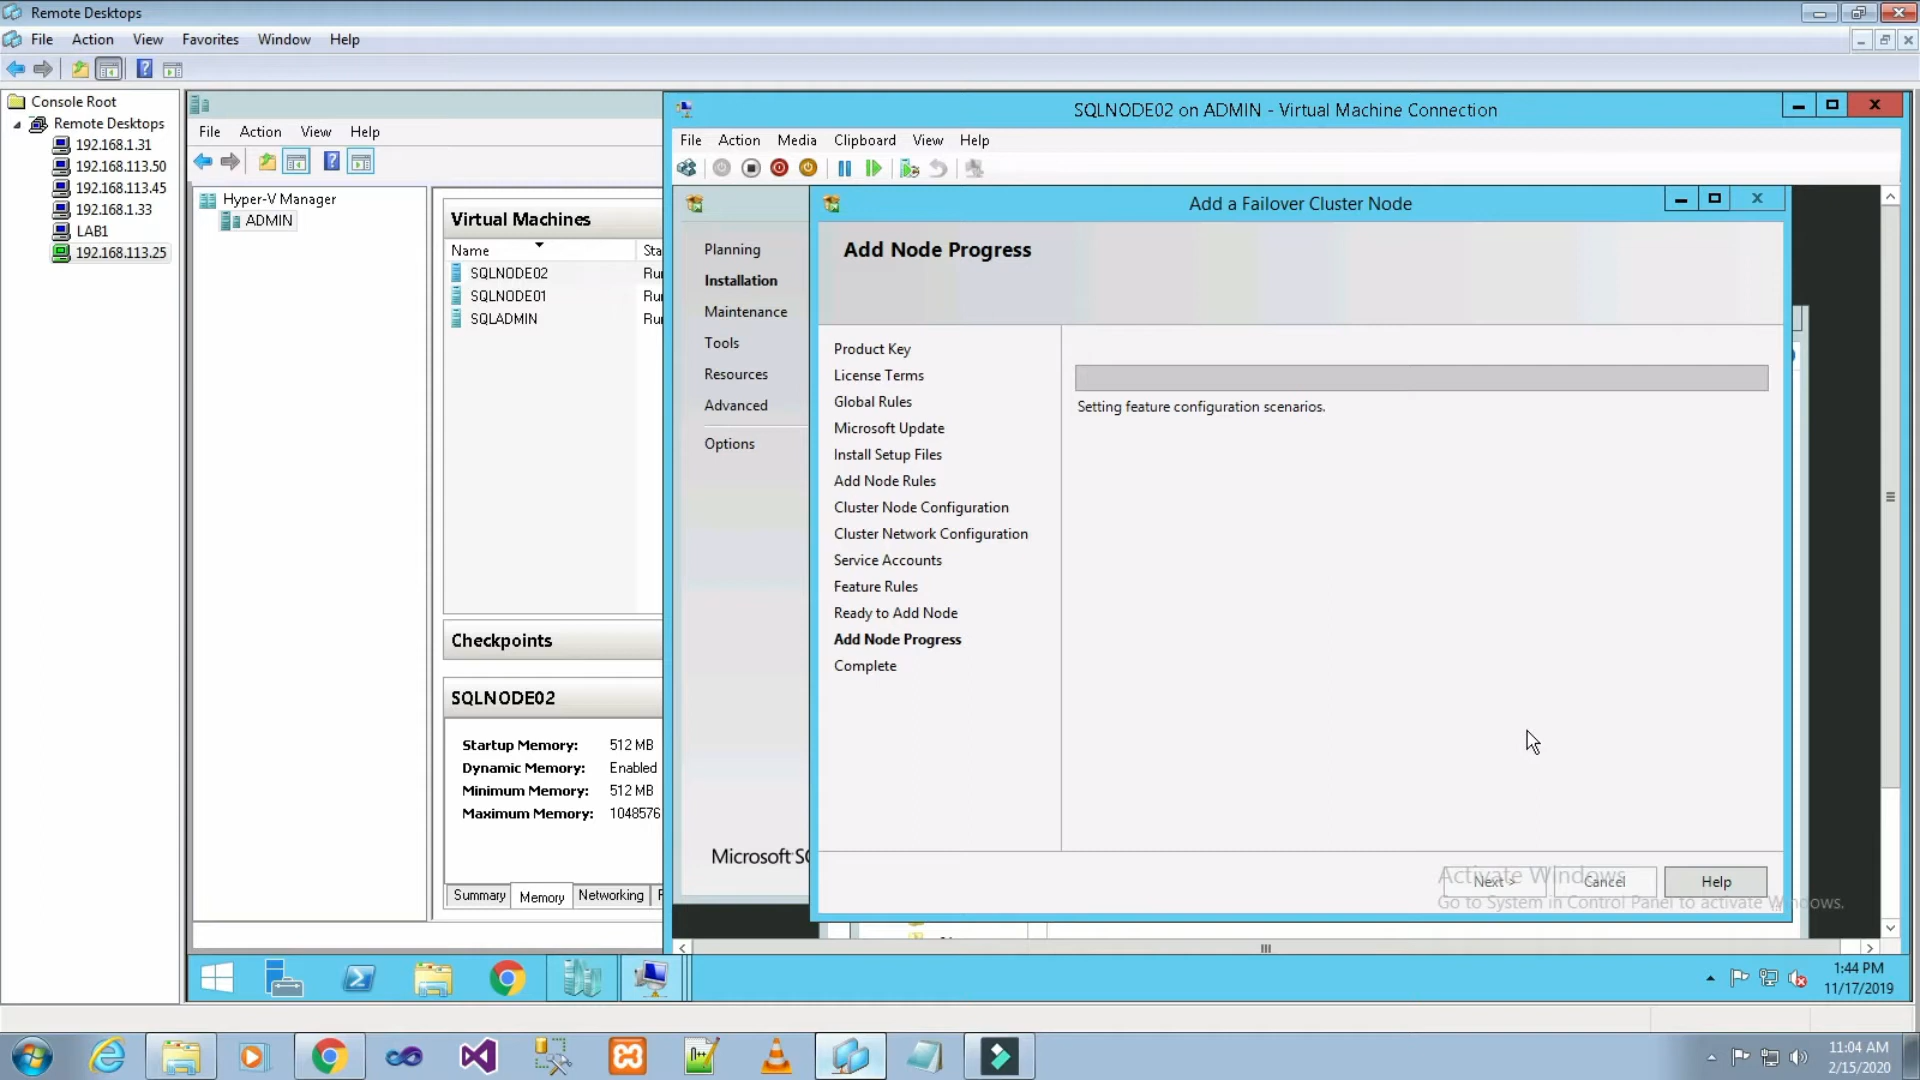 Remote Desktops
File Action View Favorites Window Help
Console Root
Remote Desktops
192.168.1.31
192.168.113.50
192.168.113.45
192.168.1.33
LAB1
192.168.113.25
File Action View Help
Hyper-V Manager
ADMIN
Virtual Machines
Name Sta
SQLNODE02 Ru
SQLNODE01 Ru
SQLADMIN Ru
Checkpoints
SQLNODE02
Startup Memory: 512 MB
Dynamic Memory: Enabled
Minimum Memory: 512 MB
Maximum Memory: 1048576
Summary Memory Networking
SQLNODE02 on ADMIN - Virtual Machine Connection
File Action Media Clipboard View Help
Planning
Installation
Maintenance
Tools
Resources
Advanced
Options
Microsoft SQ
Add a Failover Cluster Node
Add Node Progress
Product Key
License Terms
Global Rules
Microsoft Update
Install Setup Files
Add Node Rules
Cluster Node Configuration
Cluster Network Configuration
Service Accounts
Feature Rules
Ready to Add Node
Add Node Progress
Complete
Setting feature configuration scenarios.
Next > Cancel Help
Activate Windows
Go to System in Control Panel to activate Windows.
1:44 PM
11/17/2019
11:04 AM
2/15/2020